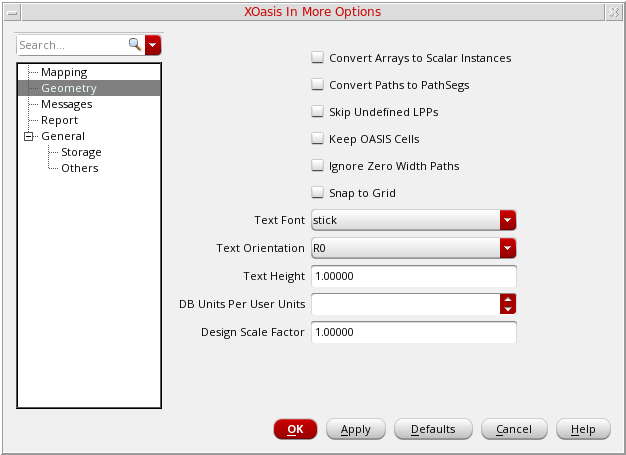 XOasis In More Options
Search...
Mapping
Geometry
Messages
Report
General
Storage
Others
Convert Arrays to Scalar Instances
Convert Paths to PathSegs
Skip Undefined LPPs
Keep OASIS Cells
Ignore Zero Width Paths
Snap to Grid
Text Font stick
Text Orientation R0
Text Height 1.00000
DB Units Per User Units
Design Scale Factor 1.00000
OK Apply Defaults Cancel Help